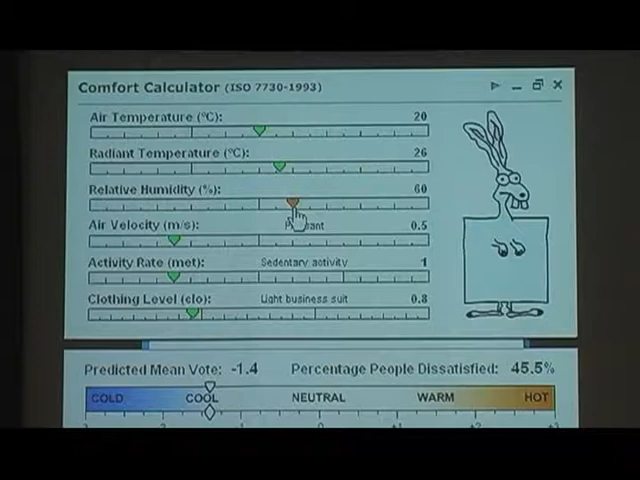 Comfort Calculator (ISO 7730-1993)
Air Temperature (°C): 20
Radiant Temperature (°C): 26
Relative Humidity (%): 60
Air Velocity (m/s): 0.5
Activity Rate (met): Sedentary activity 1
Clothing Level (clo): Light business suit 0.8
Predicted Mean Vote: -1.4 Percentage People Dissatisfied: 45.5%
COLD COOL NEUTRAL WARM HOT